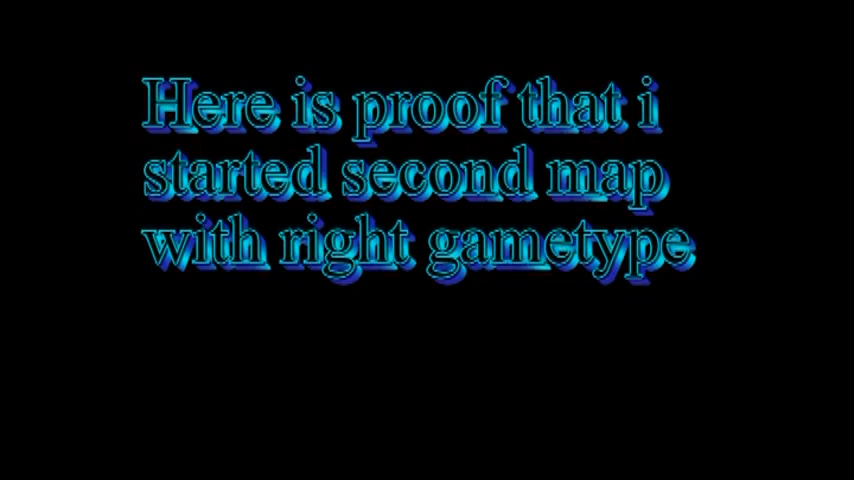 Here is proof that i
started second map
with right gametype